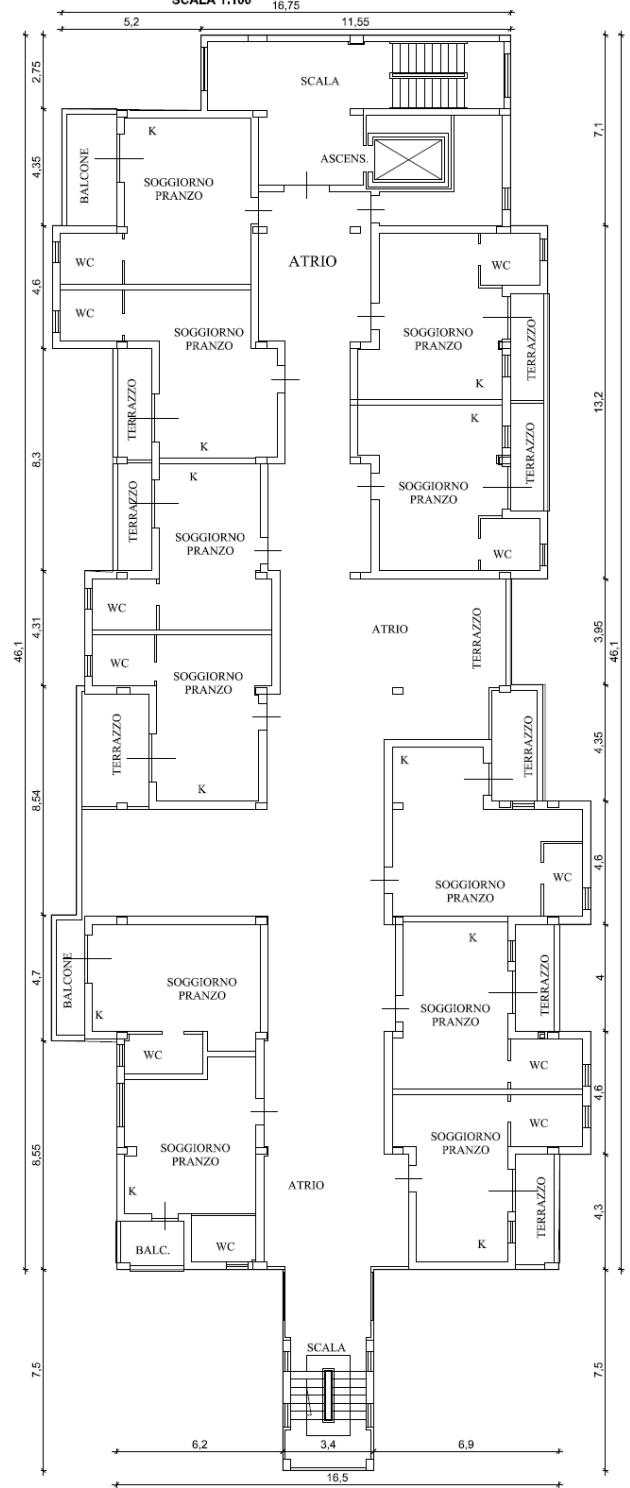 SCALA 1:100
16,75
5,2
11,55
2,75
SCALA
7,1
K
BALCONE
4,35
ASCENS.
SOGGIORNO
PRANZO
ATRIO
WC
WC
4,6
WC
SOGGIORNO
PRANZO
SOGGIORNO
PRANZO
TERRAZZO
K
13,2
TERRAZZO
K
K
TERRAZZO
8,3
K
SOGGIORNO
PRANZO
TERRAZZO
SOGGIORNO
PRANZO
WC
WC
4,31
ATRIO
TERRAZZO
3,95
46,1
46,1
WC
SOGGIORNO
PRANZO
TERRAZZO
TERRAZZO
4,35
K
K
8,54
4,6
WC
SOGGIORNO
PRANZO
K
BALCONE
4,7
SOGGIORNO
PRANZO
TERRAZZO
4
SOGGIORNO
PRANZO
K
WC
WC
4,6
WC
SOGGIORNO
PRANZO
SOGGIORNO
PRANZO
8,55
ATRIO
K
TERRAZZO
4,3
BALC.
WC
K
SCALA
7,5
7,5
6,2
3,4
6,9
16,5